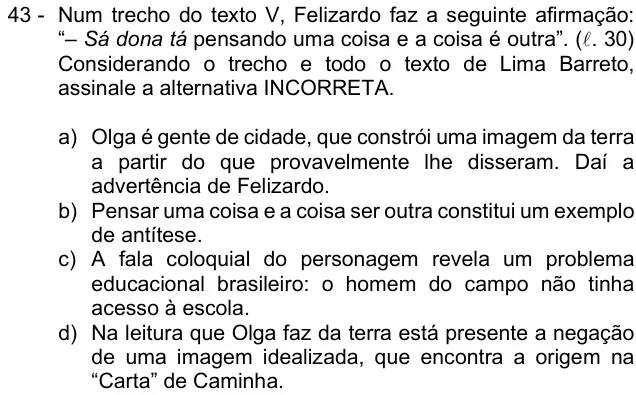 43 - Num trecho do texto V, Felizardo faz a seguinte afirmação:
“– Sá dona tá pensando uma coisa e a coisa é outra”. (ℓ. 30)
Considerando o trecho e todo o texto de Lima Barreto,
assinale a alternativa INCORRETA.
a) Olga é gente de cidade, que constrói uma imagem da terra
a partir do que provavelmente lhe disseram. Daí a
advertência de Felizardo.
b) Pensar uma coisa e a coisa ser outra constitui um exemplo
de antítese.
c) A fala coloquial do personagem revela um problema
educacional brasileiro: o homem do campo não tinha
acesso à escola.
d) Na leitura que Olga faz da terra está presente a negação
de uma imagem idealizada, que encontra a origem na
“Carta” de Caminha.